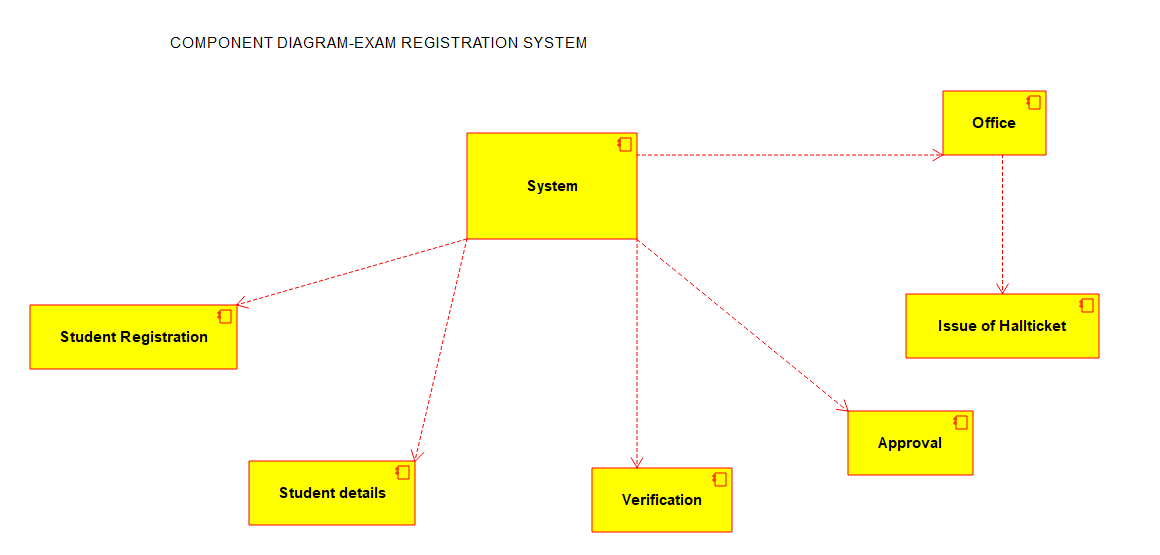 COMPONENT DIAGRAM-EXAM REGISTRATION SYSTEM
Office
System
Issue of Hallticket
Student Registration
Approval
Student details
Verification